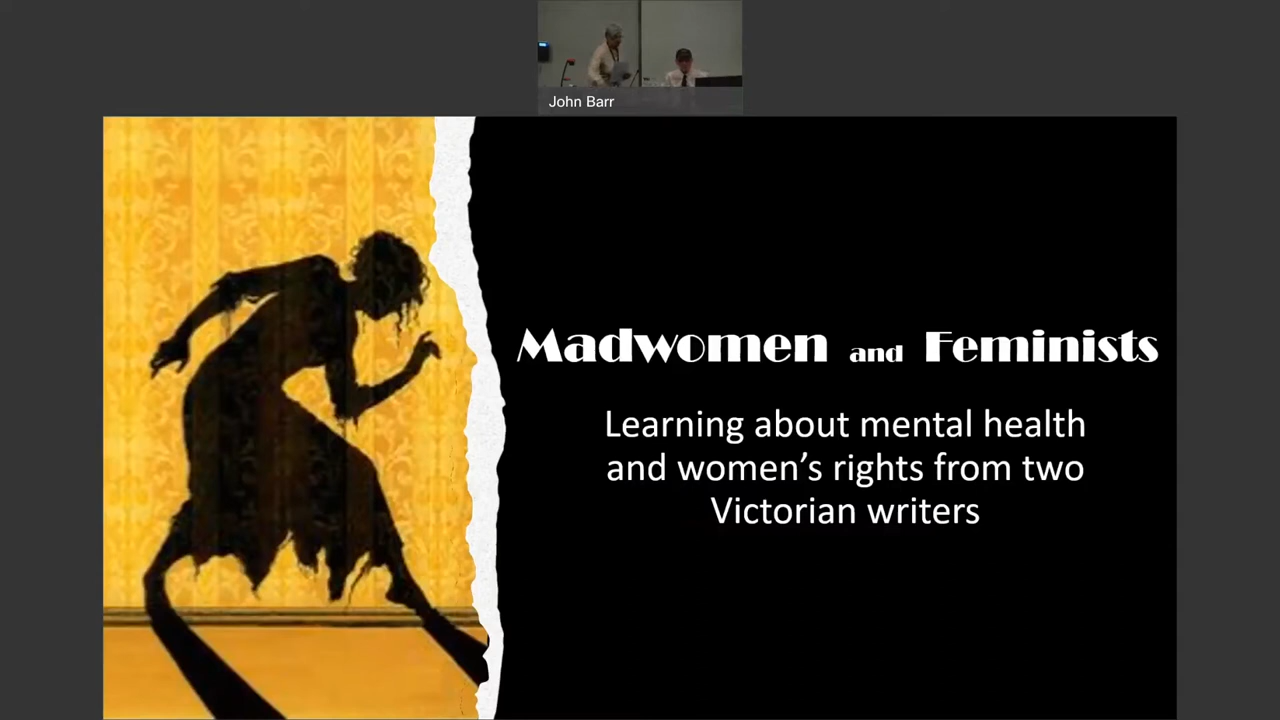 John Barr
Madwomen and Feminists
Learning about mental health
and women’s rights from two
Victorian writers